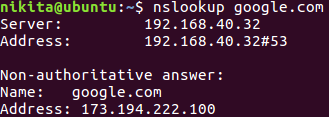 nikita@ubuntu:~$ nslookup google.com
Server:		192.168.40.32
Address:	192.168.40.32#53

Non-authoritative answer:
Name:	google.com
Address: 173.194.222.100